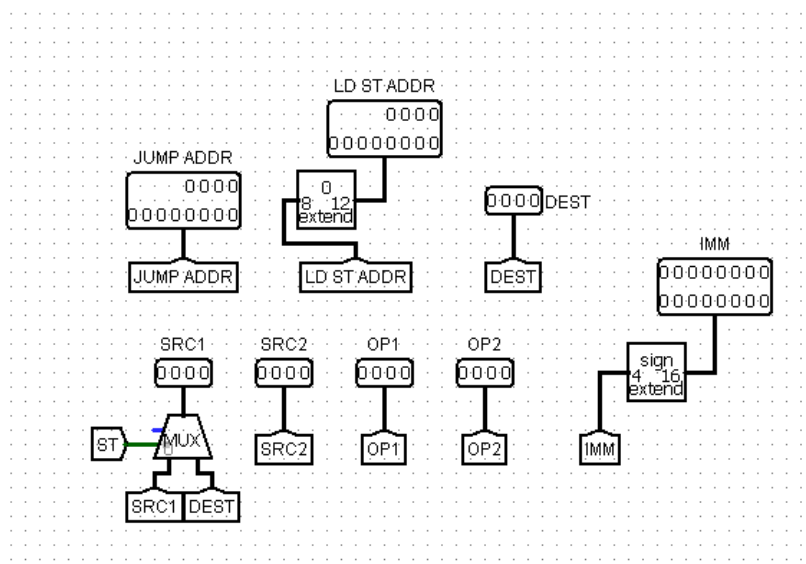 LD ST ADDR
0000
00000000
JUMP ADDR
0000
00000000
0
8 12
extend
0000 DEST
JUMP ADDR
LD ST ADDR
DEST
IMM
00000000
00000000
SRC1
0000
SRC2
0000
OP1
0000
OP2
0000
sign
4 16
extend
ST
MUX
0
SRC2
OP1
OP2
IMM
SRC1
DEST